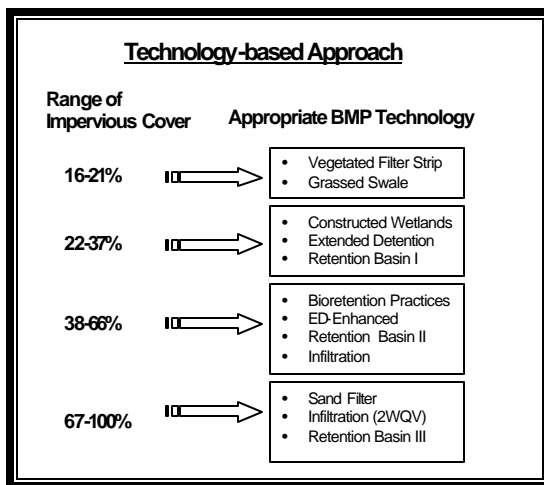 Technology-based Approach
Range of
Impervious Cover
Appropriate BMP Technology
16-21%
• Vegetated Filter Strip
• Grassed Swale
22-37%
• Constructed Wetlands
• Extended Detention
• Retention Basin I
38-66%
• Bioretention Practices
• ED-Enhanced
• Retention Basin II
• Infiltration
67-100%
• Sand Filter
• Infiltration (2WQV)
• Retention Basin III